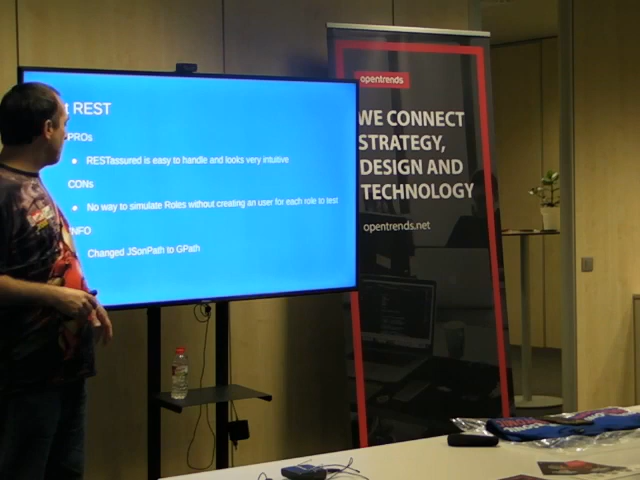 REST
PROs
RESTassured is easy to handle and looks very intuitive
CONs
No way to simulate Roles without creating an user for each role to test
INFO
Changed JSonPath to GPath
opentrends
WE CONNECT
STRATEGY,
DESIGN AND
TECHNOLOGY
opentrends.net